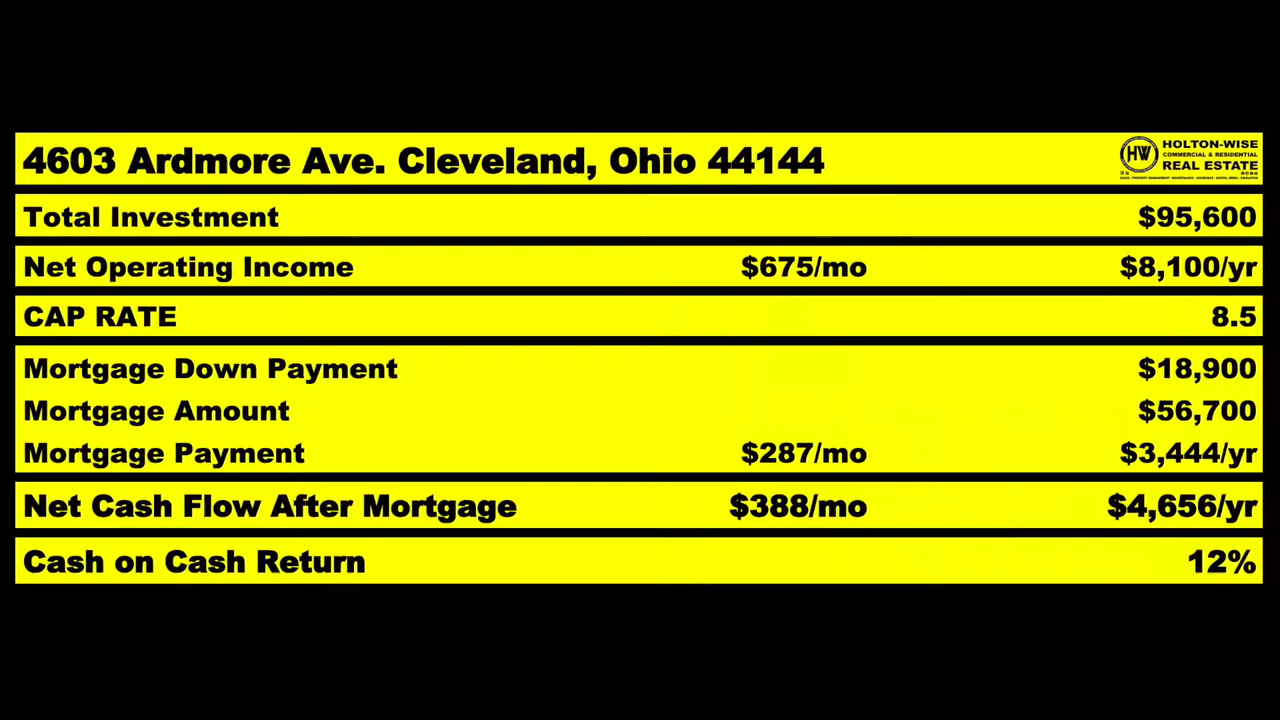 4603 Ardmore Ave. Cleveland, Ohio 44144
HW
HOLTON-WISE
COMMERCIAL & RESIDENTIAL
REAL ESTATE
Total Investment $95,600
Net Operating Income $675/mo $8,100/yr
CAP RATE 8.5
Mortgage Down Payment $18,900
Mortgage Amount $56,700
Mortgage Payment $287/mo $3,444/yr
Net Cash Flow After Mortgage $388/mo $4,656/yr
Cash on Cash Return 12%